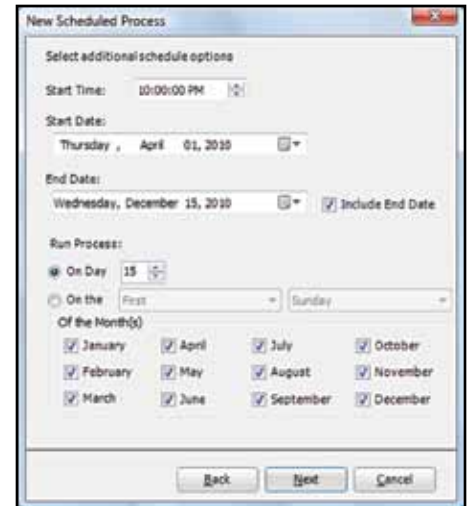 New Scheduled Process
Select additional schedule options
Start Time: 10:00:00 PM
Start Date:
Thursday , April 01, 2010
End Date:
Wednesday, December 15, 2010 Include End Date
Run Process:
On Day 15
On the First Sunday
Of the Month(s)
January April July October
February May August November
March June September December
Back Next Cancel